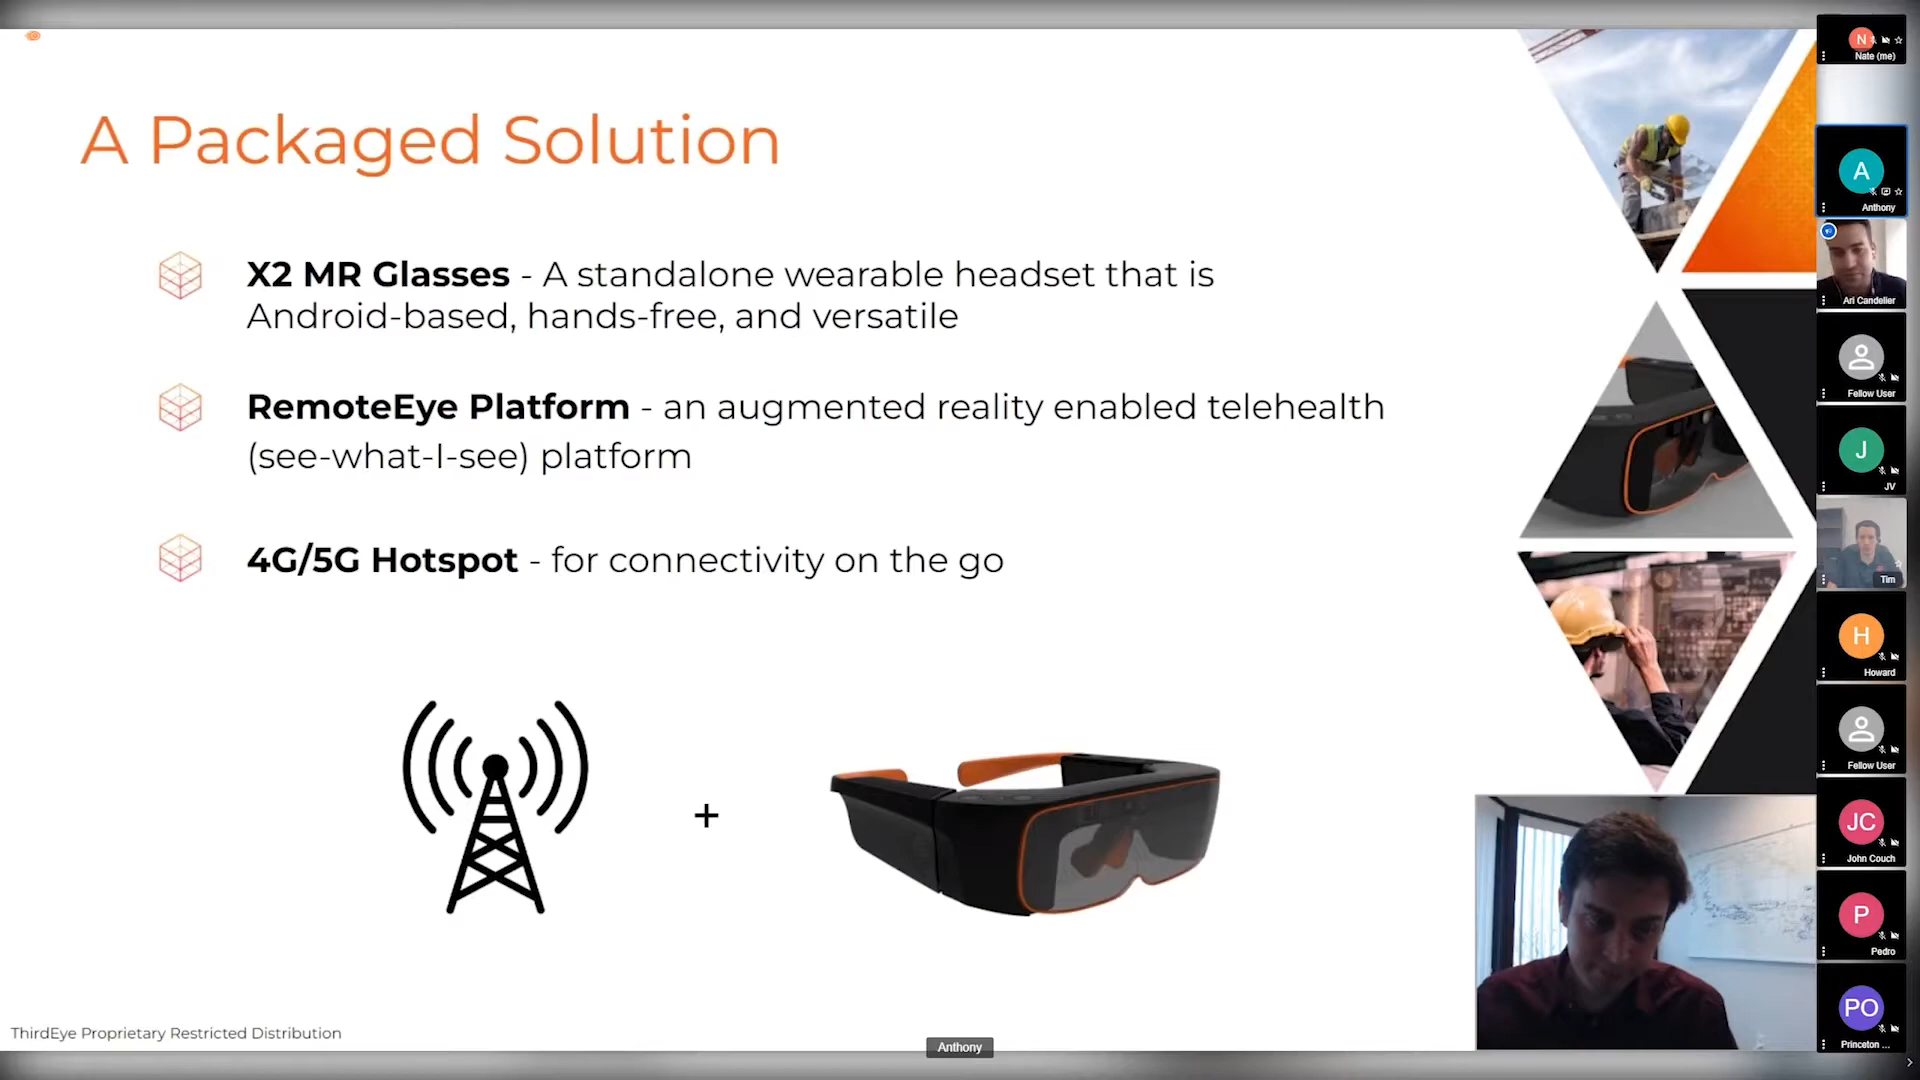 A Packaged Solution
X2 MR Glasses - A standalone wearable headset that is
Android-based, hands-free, and versatile
RemoteEye Platform - an augmented reality enabled telehealth
(see-what-I-see) platform
4G/5G Hotspot - for connectivity on the go
+
ThirdEye Proprietary Restricted Distribution
Anthony
N
Nate (me)
A
Anthony
Ari Candelier
Fellow User
J
JV
Tim
H
Howard
Fellow User
JC
John Couch
P
Pedro
PO
Princeton ...